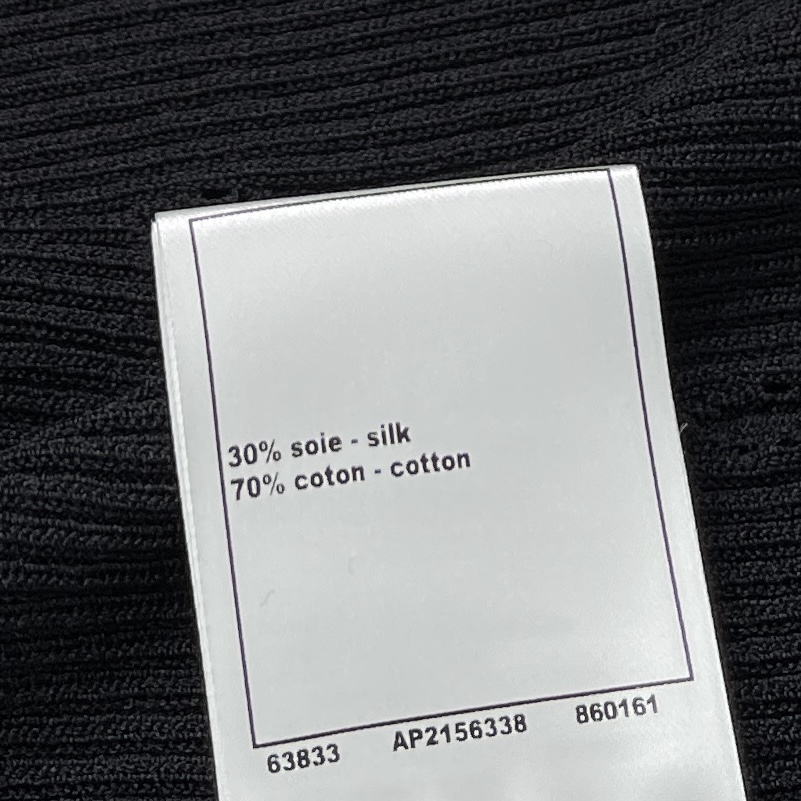 30% soie - silk
70% coton - cotton
63833 AP2156338 860161